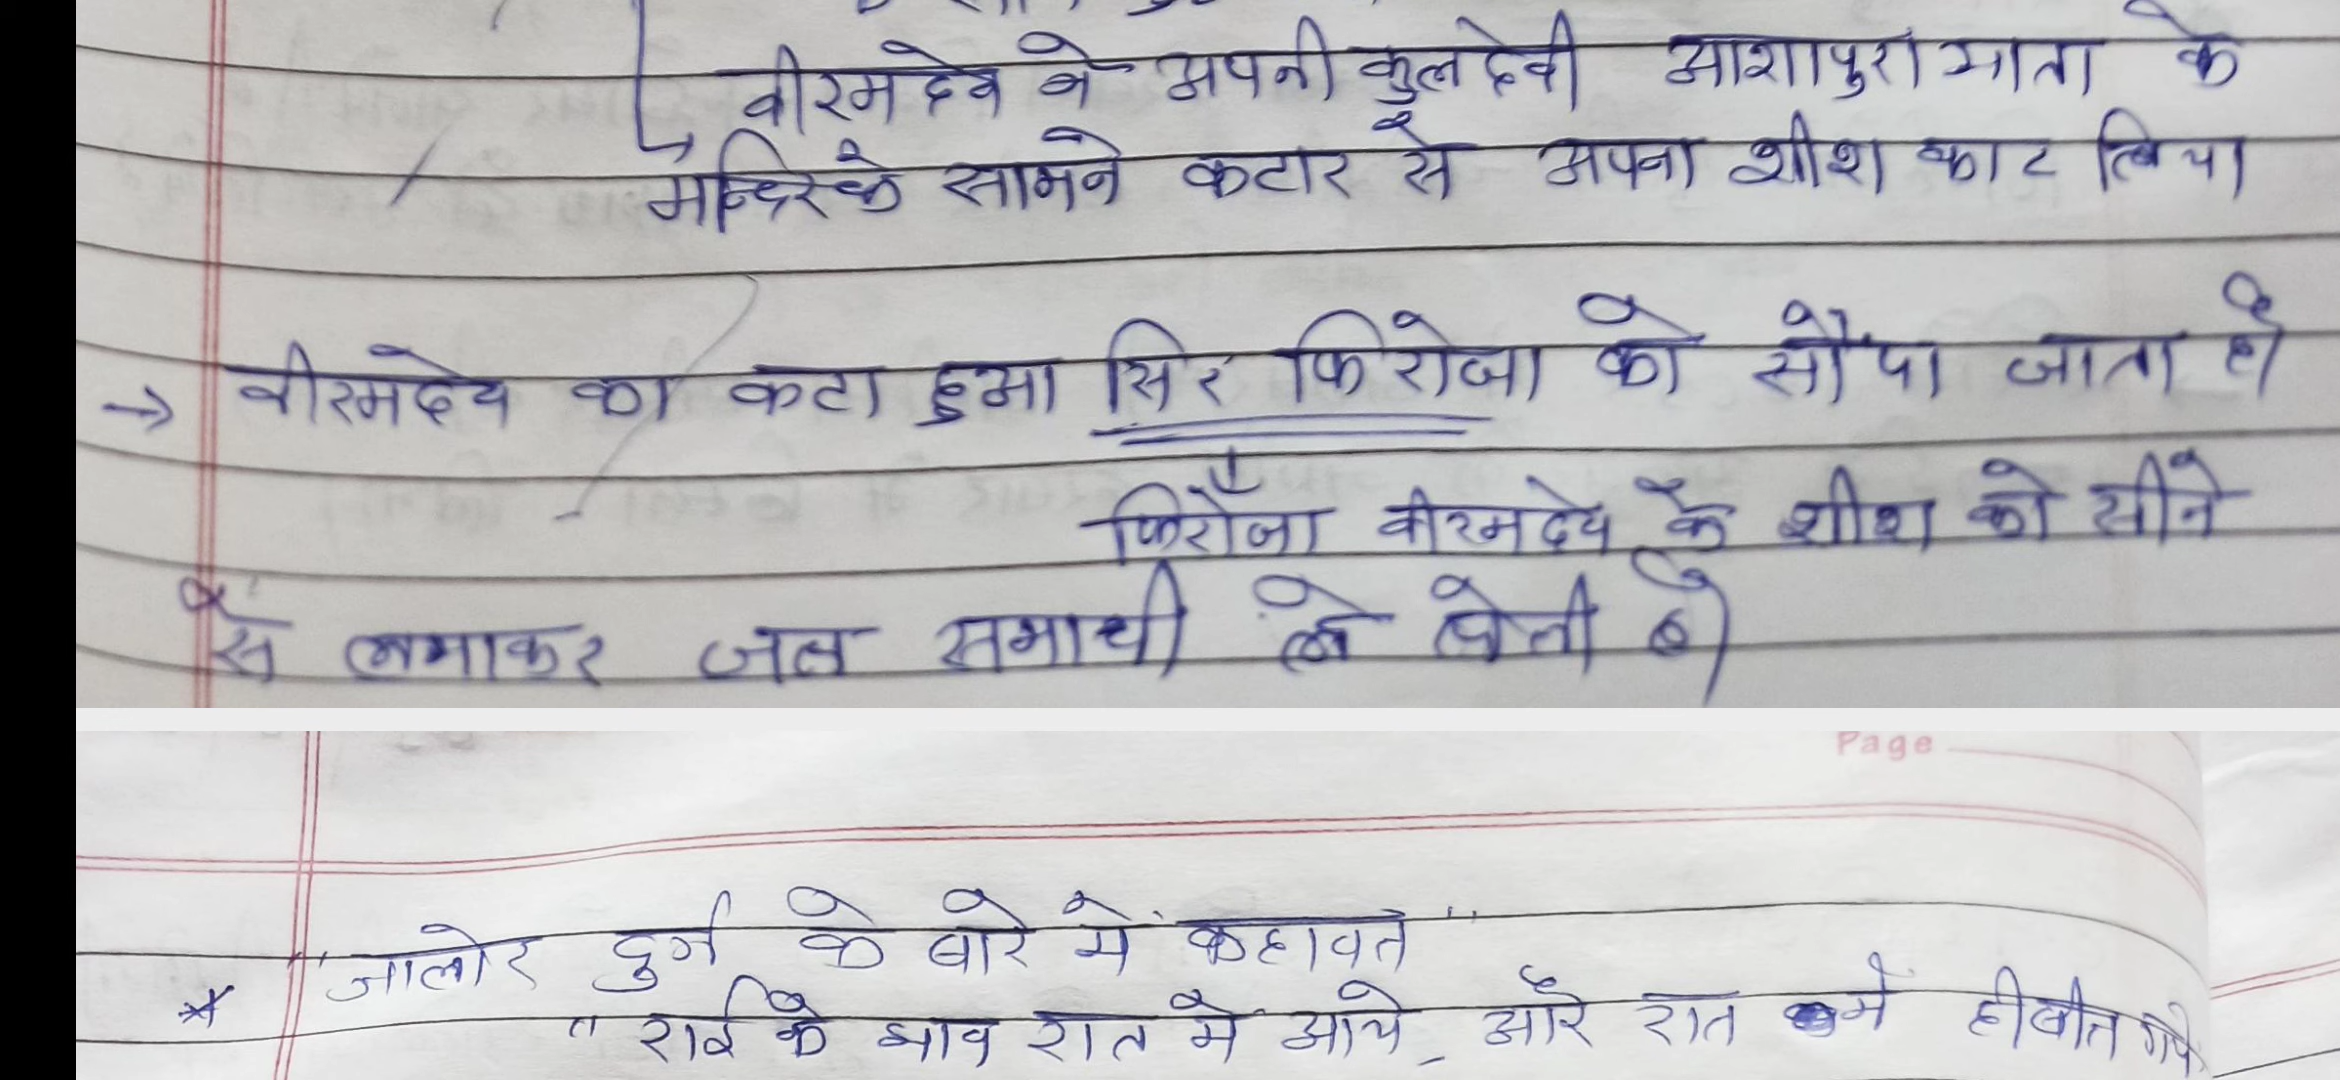 वीरमदेव ने अपनी कुलदेवी आशापुरा माता के
मन्दिर के सामने कटार से अपना शीश काट लिया
→ वीरमदेव का कटा हुआ सिर फिरोजा को सौंपा जाता है
फिरोजा वीरमदेव के शीश को सीने
से लगाकर जल समाधी ले लेती है
Page
"जालोर दुर्ग के बारे में कहावत"
* "राई के भाव रात में आये, और रात में ही बीत गये